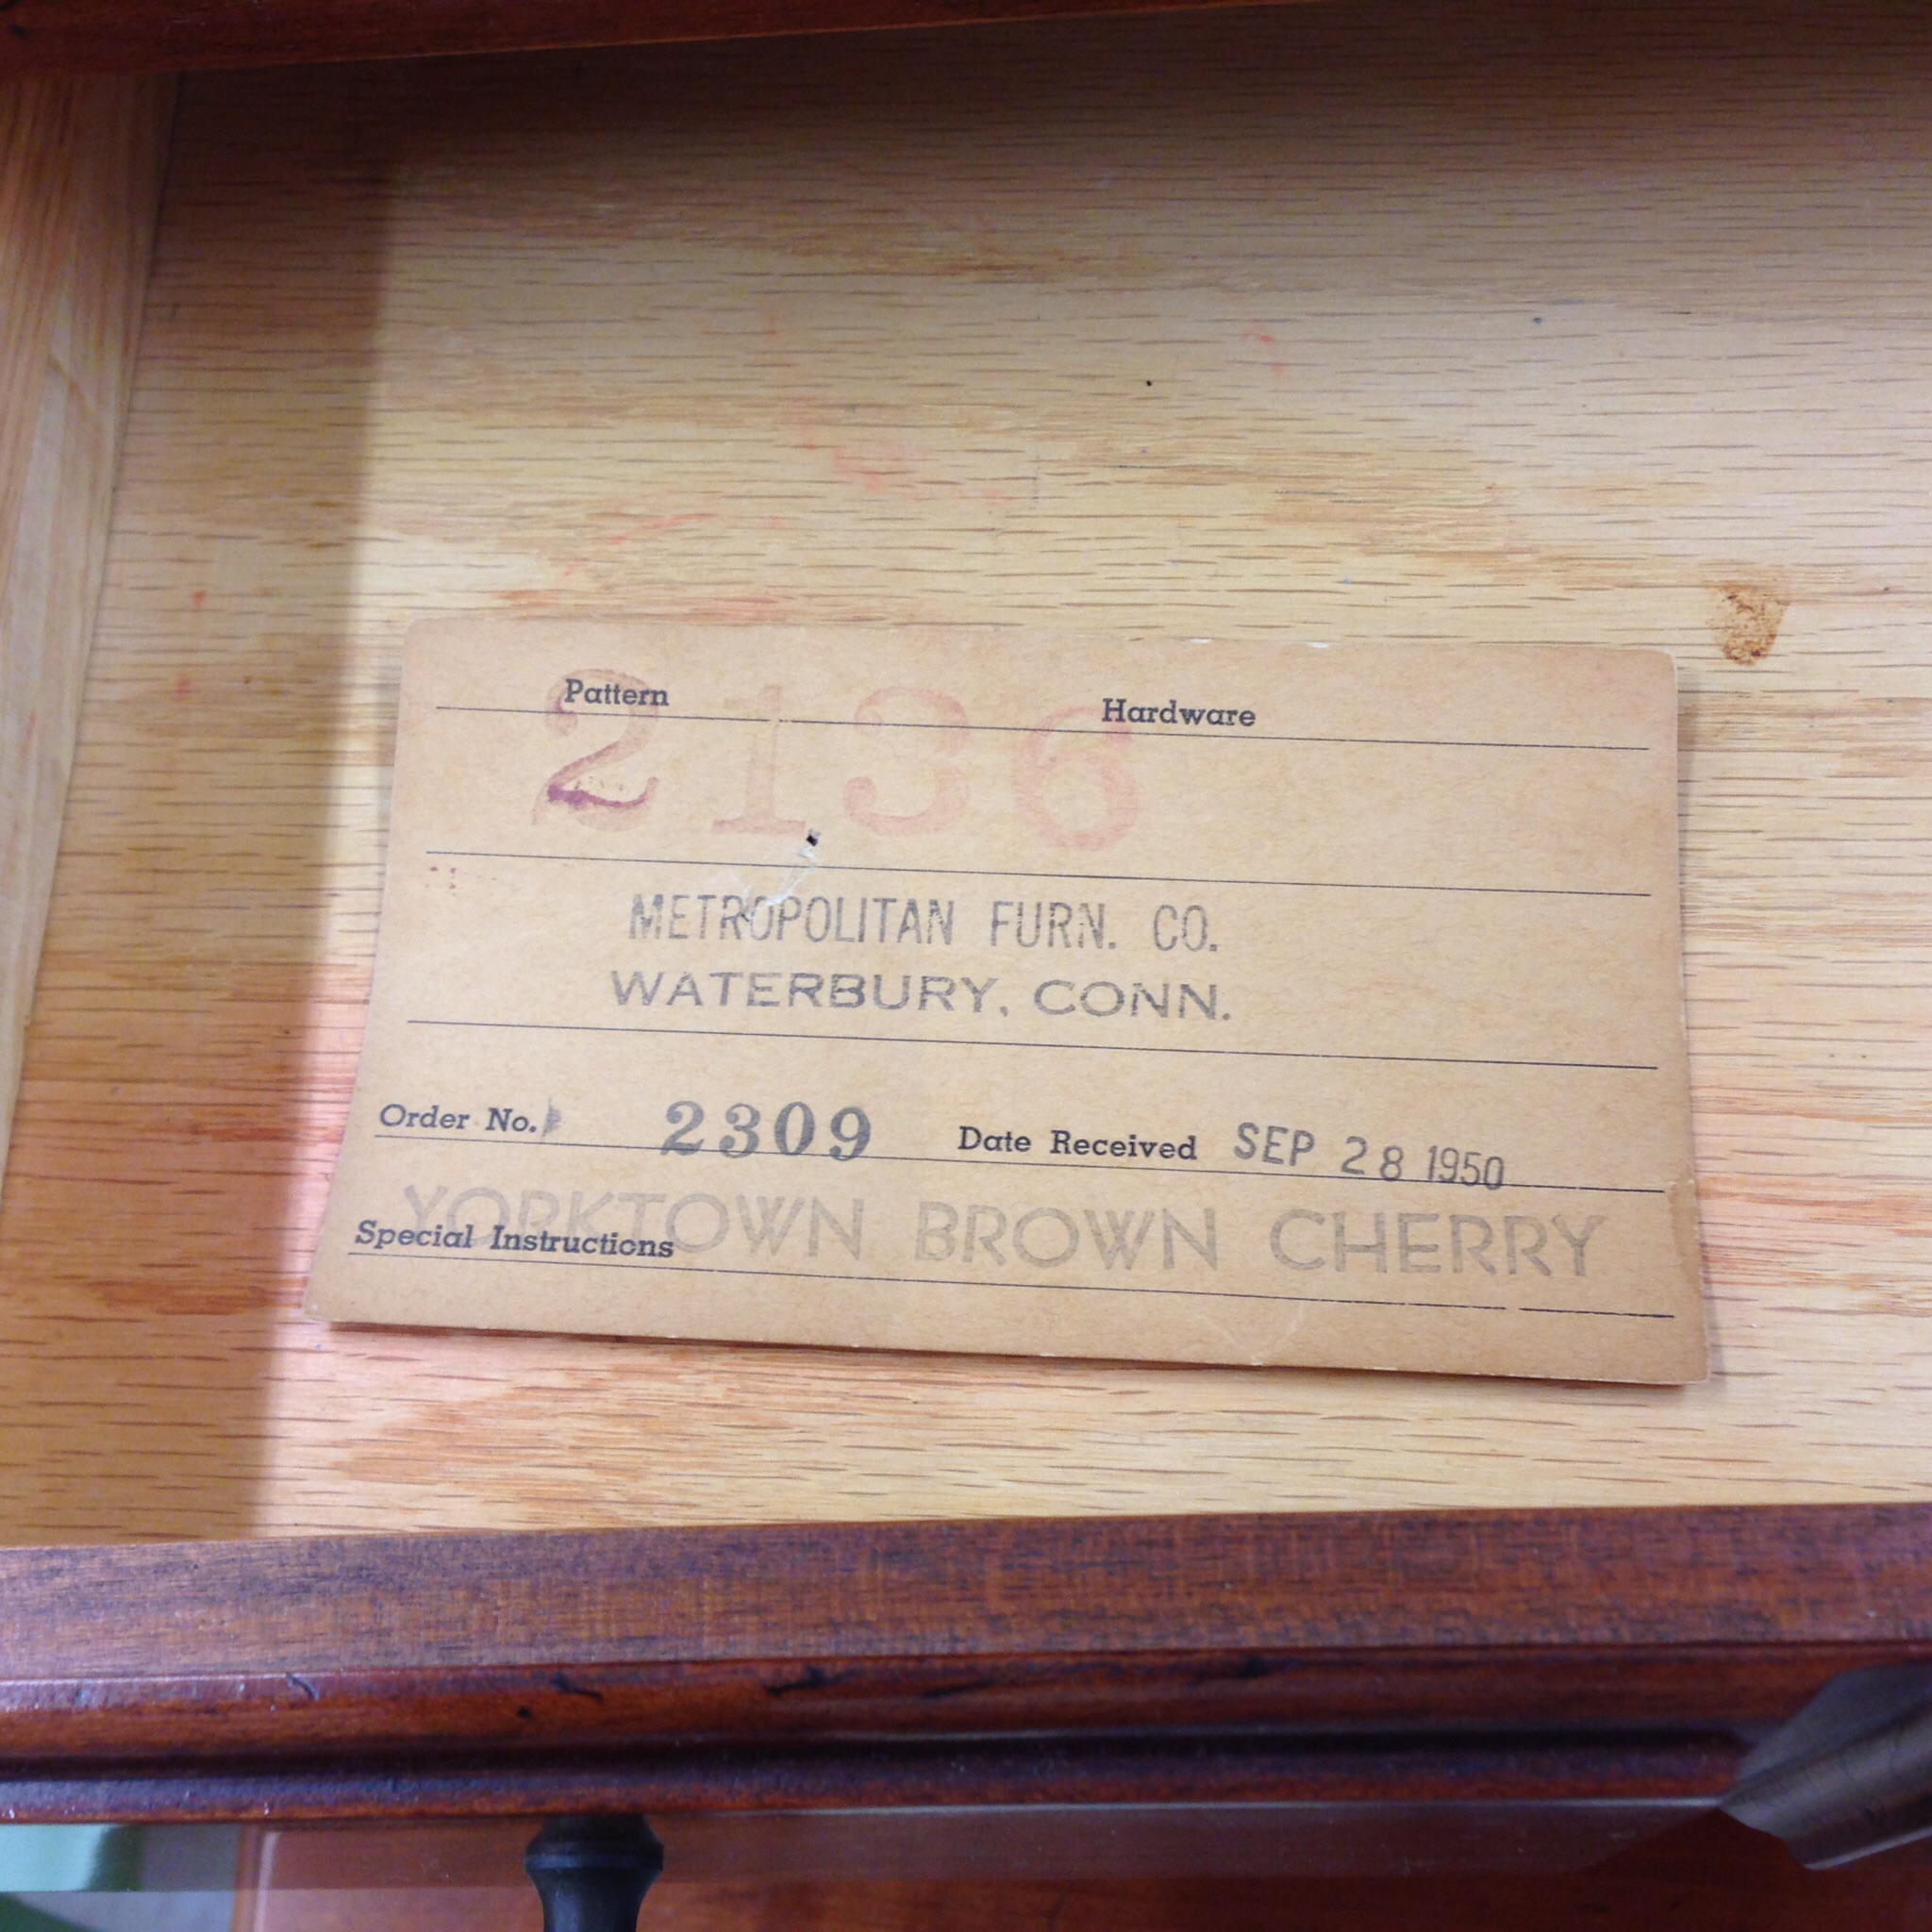 Pattern Hardware
2136
METROPOLITAN FURN. CO.
WATERBURY, CONN.
Order No. 2309 Date Received SEP 28 1950
YORKTOWN BROWN CHERRY
Special Instructions